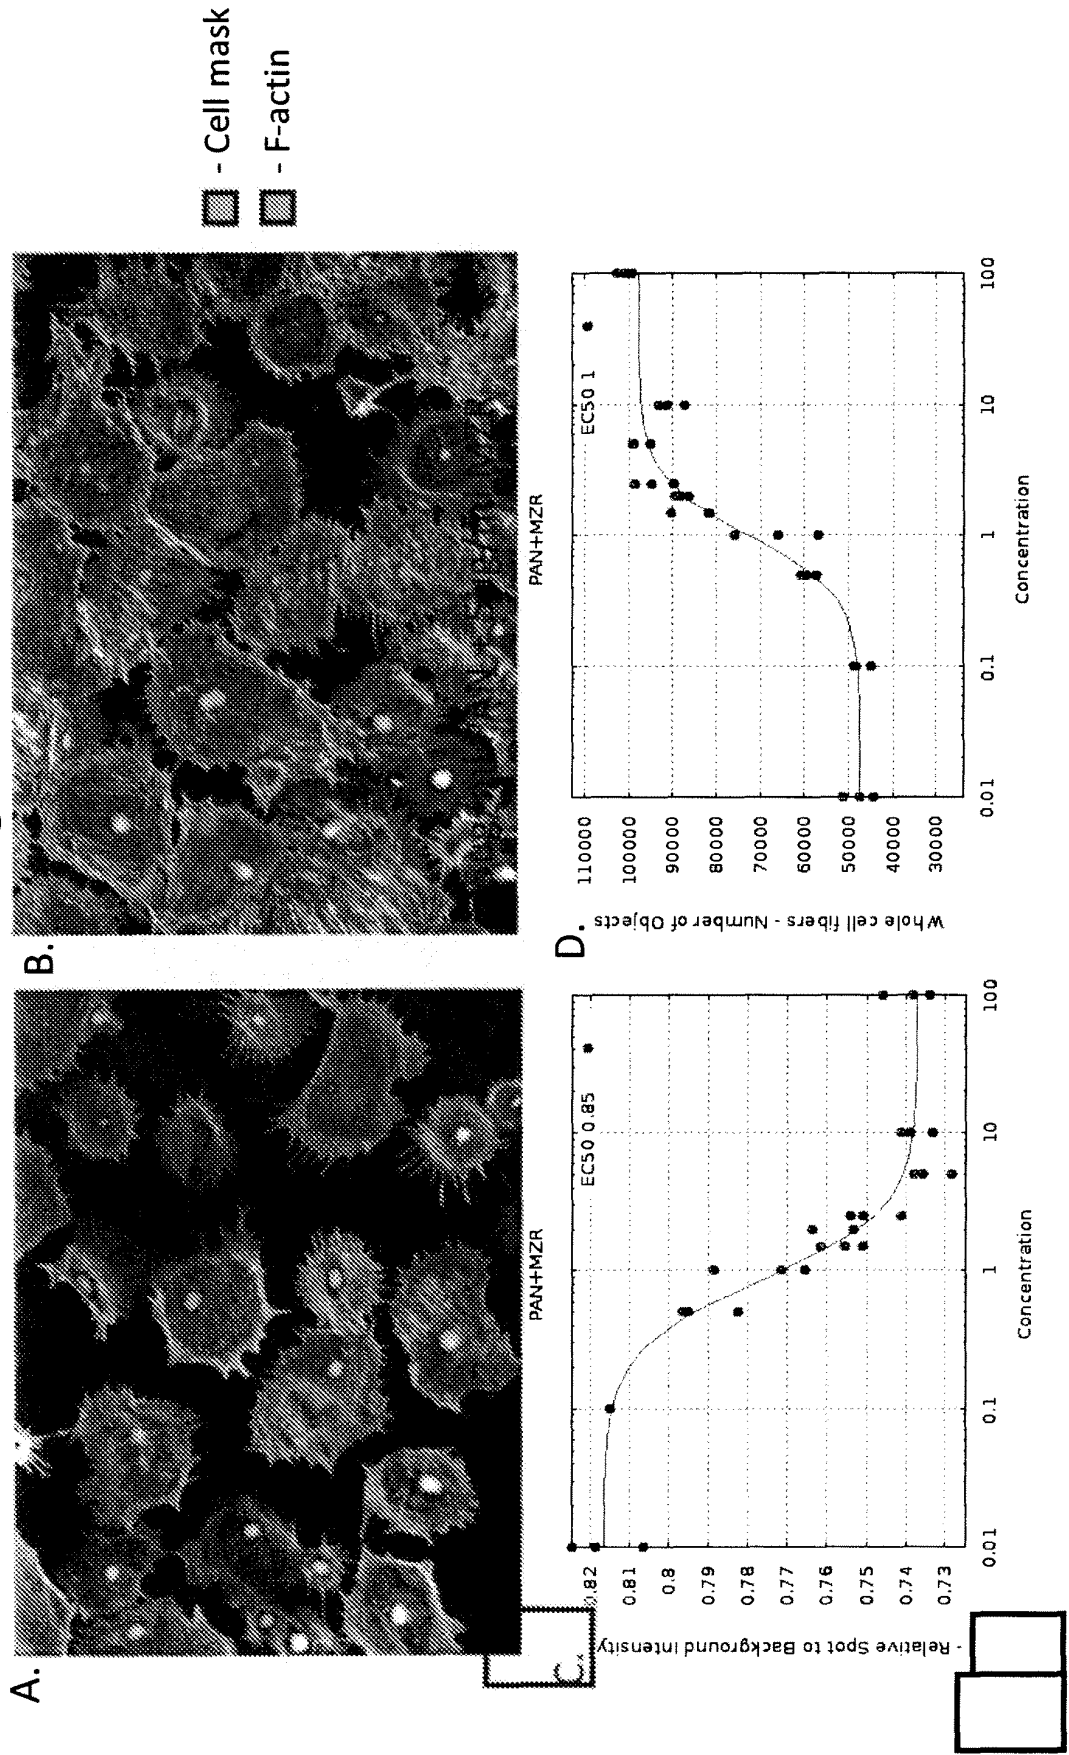 A.
B.
- Cell mask
- F-actin
C.
PAN+MZR
- Relative Spot to Background Intensity
EC50 0.85
0.82
0.81
0.8
0.79
0.78
0.77
0.76
0.75
0.74
0.73
0.01
0.1
1
10
100
Concentration
D.
PAN+MZR
Whole cell fibers - Number of Objects
EC50 1
110000
100000
90000
80000
70000
60000
50000
40000
30000
0.01
0.1
1
10
100
Concentration